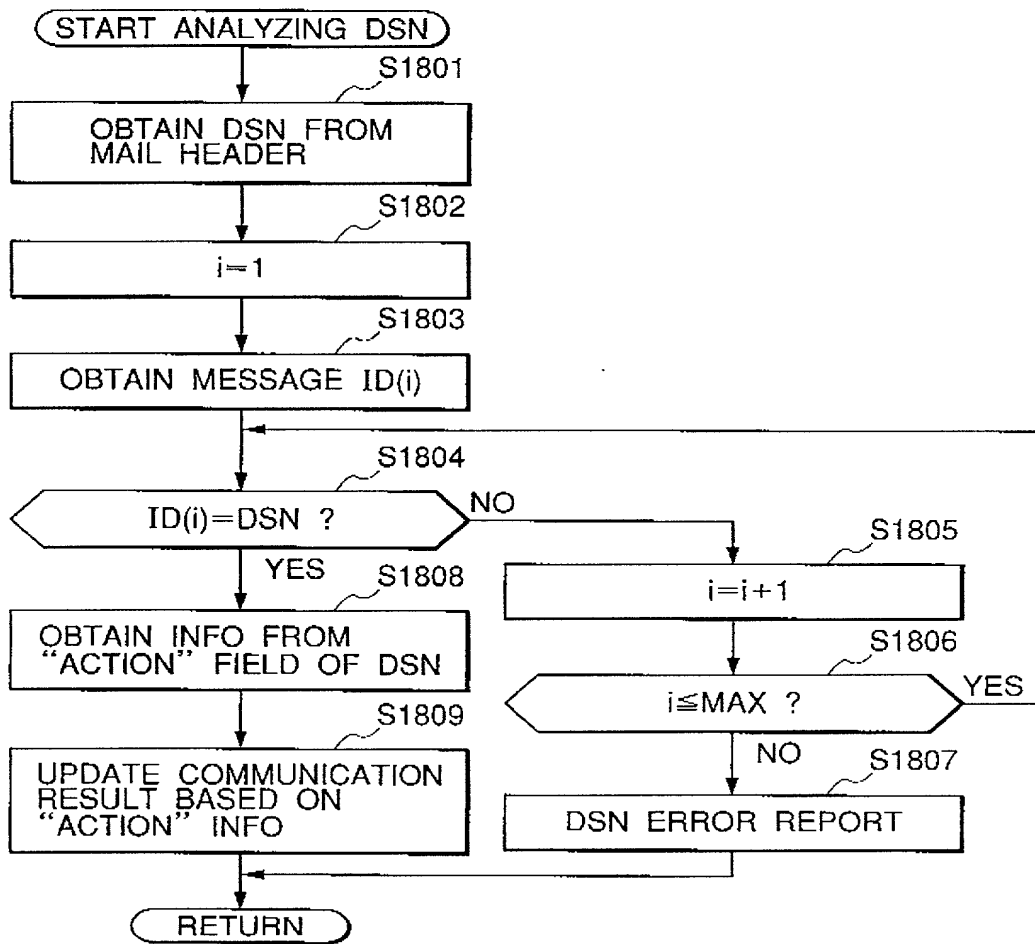 START ANALYZING DSN
S1801
OBTAIN DSN FROM
MAIL HEADER
S1802
i=1
S1803
OBTAIN MESSAGE ID(i)
S1804
ID(i)=DSN ?
NO
YES
S1805
i=i+1
S1806
i≦MAX ?
YES
NO
S1807
DSN ERROR REPORT
S1808
OBTAIN INFO FROM
“ACTION” FIELD OF DSN
S1809
UPDATE COMMUNICATION
RESULT BASED ON
“ACTION” INFO
RETURN